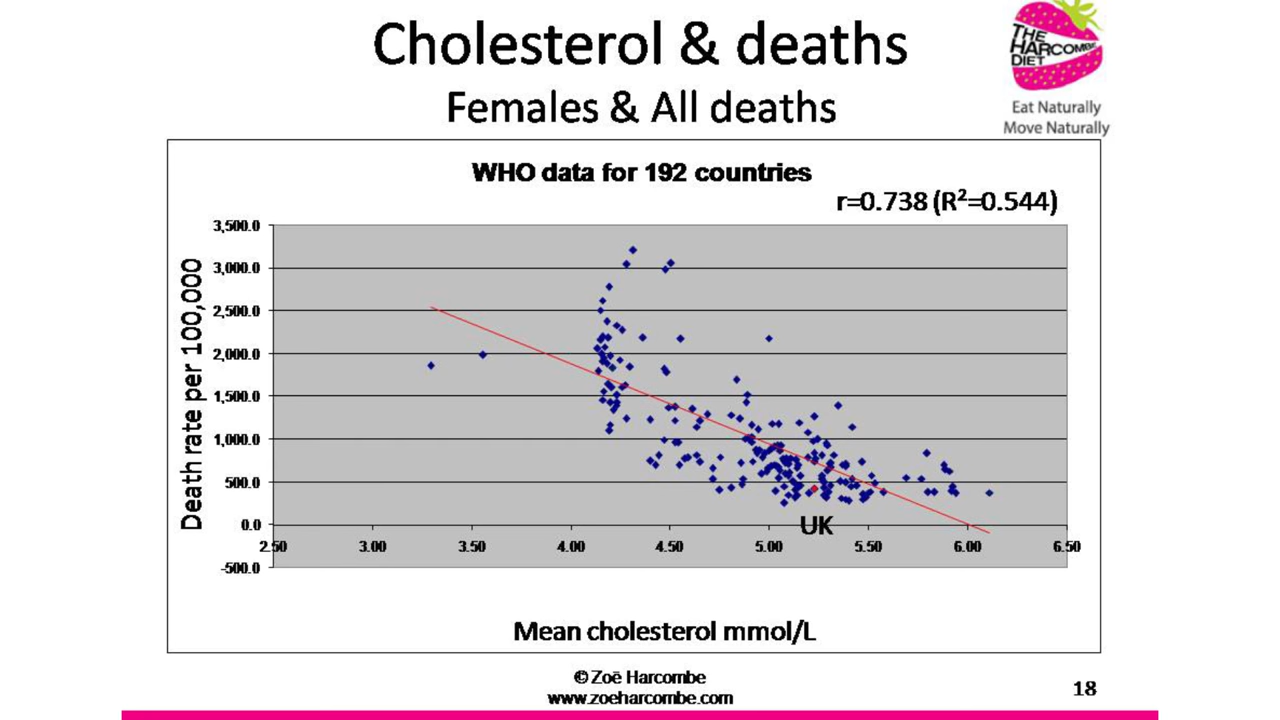 Cholesterol & deaths
Females & All deaths
THE
HARCOMBE
DIET
Eat Naturally
Move Naturally
WHO data for 192 countries
r=0.738 (R²=0.544)
Death rate per 100,000
3,500.0
3,000.0
2,500.0
2,000.0
1,500.0
1,000.0
500.0
0.0
-500.0
UK
2.50 3.00 3.50 4.00 4.50 5.00 5.50 6.00 6.50
Mean cholesterol mmol/L
© Zoë Harcombe
www.zoeharcombe.com
18